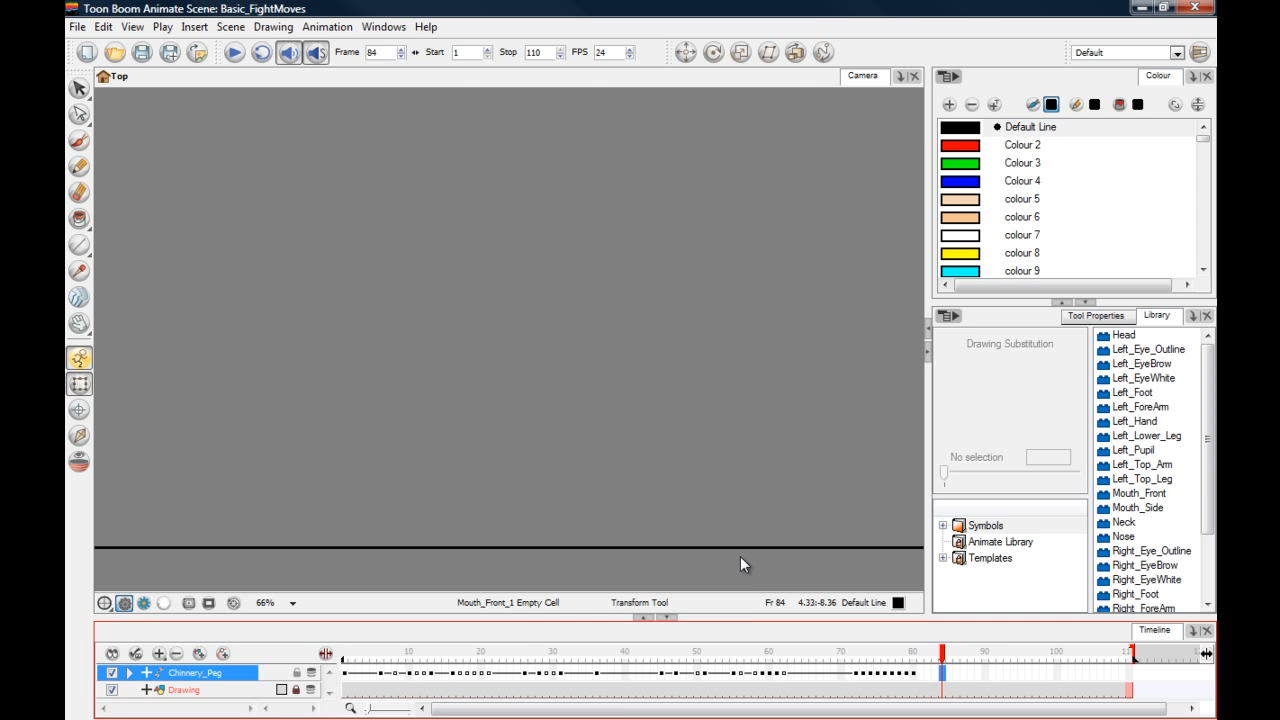 Toon Boom Animate Scene: Basic_FightMoves
File Edit View Play Insert Scene Drawing Animation Windows Help
Frame 84 Start 1 Stop 110 FPS 24 Default
Top Camera Colour
Default Line
Colour 2
Colour 3
Colour 4
colour 5
colour 6
colour 7
colour 8
colour 9
Tool Properties Library
Drawing Substitution
No selection
Head
Left_Eye_Outline
Left_EyeBrow
Left_EyeWhite
Left_Foot
Left_ForeArm
Left_Hand
Left_Lower_Leg
Left_Pupil
Left_Top_Arm
Left_Top_Leg
Mouth_Front
Mouth_Side
Neck
Nose
Right_Eye_Outline
Right_EyeBrow
Right_EyeWhite
Right_Foot
Right_ForeArm
Symbols
Animate Library
Templates
66% Mouth_Front_1 Empty Cell Transform Tool Fr 84 4.33:-8.36 Default Line
Timeline
10 20 30 40 50 60 70 80 90 100
Chinnery_Peg
Drawing